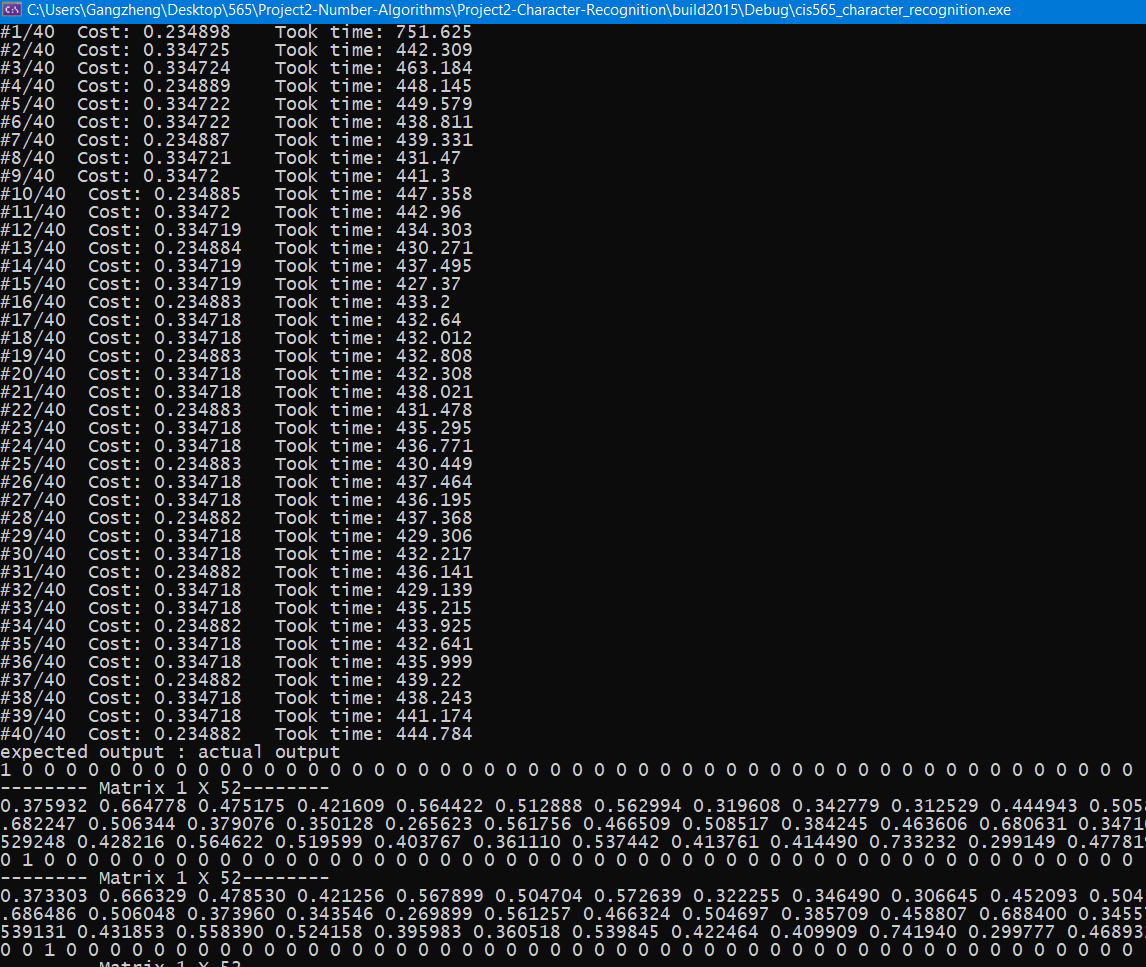 C:\Users\Gangzheng\Desktop\565\Project2-Number-Algorithms\Project2-Character-Recognition\build2015\Debug\cis565_character_recognition.exe
#1/40  Cost: 0.234898    Took time: 751.625
#2/40  Cost: 0.334725    Took time: 442.309
#3/40  Cost: 0.334724    Took time: 463.184
#4/40  Cost: 0.234889    Took time: 448.145
#5/40  Cost: 0.334722    Took time: 449.579
#6/40  Cost: 0.334722    Took time: 438.811
#7/40  Cost: 0.234887    Took time: 439.331
#8/40  Cost: 0.334721    Took time: 431.47
#9/40  Cost: 0.33472     Took time: 441.3
#10/40  Cost: 0.234885   Took time: 447.358
#11/40  Cost: 0.33472    Took time: 442.96
#12/40  Cost: 0.334719   Took time: 434.303
#13/40  Cost: 0.234884   Took time: 430.271
#14/40  Cost: 0.334719   Took time: 437.495
#15/40  Cost: 0.334719   Took time: 427.37
#16/40  Cost: 0.234883   Took time: 433.2
#17/40  Cost: 0.334718   Took time: 432.64
#18/40  Cost: 0.334718   Took time: 432.012
#19/40  Cost: 0.234883   Took time: 432.808
#20/40  Cost: 0.334718   Took time: 432.308
#21/40  Cost: 0.334718   Took time: 438.021
#22/40  Cost: 0.234883   Took time: 431.478
#23/40  Cost: 0.334718   Took time: 435.295
#24/40  Cost: 0.334718   Took time: 436.771
#25/40  Cost: 0.234883   Took time: 430.449
#26/40  Cost: 0.334718   Took time: 437.464
#27/40  Cost: 0.334718   Took time: 436.195
#28/40  Cost: 0.234882   Took time: 437.368
#29/40  Cost: 0.334718   Took time: 429.306
#30/40  Cost: 0.334718   Took time: 432.217
#31/40  Cost: 0.234882   Took time: 436.141
#32/40  Cost: 0.334718   Took time: 429.139
#33/40  Cost: 0.334718   Took time: 435.215
#34/40  Cost: 0.234882   Took time: 433.925
#35/40  Cost: 0.334718   Took time: 432.641
#36/40  Cost: 0.334718   Took time: 435.999
#37/40  Cost: 0.234882   Took time: 439.22
#38/40  Cost: 0.334718   Took time: 438.243
#39/40  Cost: 0.334718   Took time: 441.174
#40/40  Cost: 0.234882   Took time: 444.784
expected output : actual output
1 0 0 0 0 0 0 0 0 0 0 0 0 0 0 0 0 0 0 0 0 0 0 0 0 0 0 0 0 0 0 0 0 0 0 0 0 0 0 0 0 0 0 0 0 0 0 0 0 0 0 0
-------- Matrix 1 X 52--------
0.375932 0.664778 0.475175 0.421609 0.564422 0.512888 0.562994 0.319608 0.342779 0.312529 0.444943 0.505
.682247 0.506344 0.379076 0.350128 0.265623 0.561756 0.466509 0.508517 0.384245 0.463606 0.680631 0.3471
529248 0.428216 0.564622 0.519599 0.403767 0.361110 0.537442 0.413761 0.414490 0.733232 0.299149 0.47781
0 1 0 0 0 0 0 0 0 0 0 0 0 0 0 0 0 0 0 0 0 0 0 0 0 0 0 0 0 0 0 0 0 0 0 0 0 0 0 0 0 0 0 0 0 0 0 0 0 0 0 0
-------- Matrix 1 X 52--------
0.373303 0.666329 0.478530 0.421256 0.567899 0.504704 0.572639 0.322255 0.346490 0.306645 0.452093 0.504
.686486 0.506048 0.373960 0.343546 0.269899 0.561257 0.466324 0.504697 0.385709 0.458807 0.688400 0.3455
539131 0.431853 0.558390 0.524158 0.395983 0.360518 0.539845 0.422464 0.409909 0.741940 0.299777 0.46893
0 0 1 0 0 0 0 0 0 0 0 0 0 0 0 0 0 0 0 0 0 0 0 0 0 0 0 0 0 0 0 0 0 0 0 0 0 0 0 0 0 0 0 0 0 0 0 0 0 0 0 0
-------- Matrix 1 X 52--------